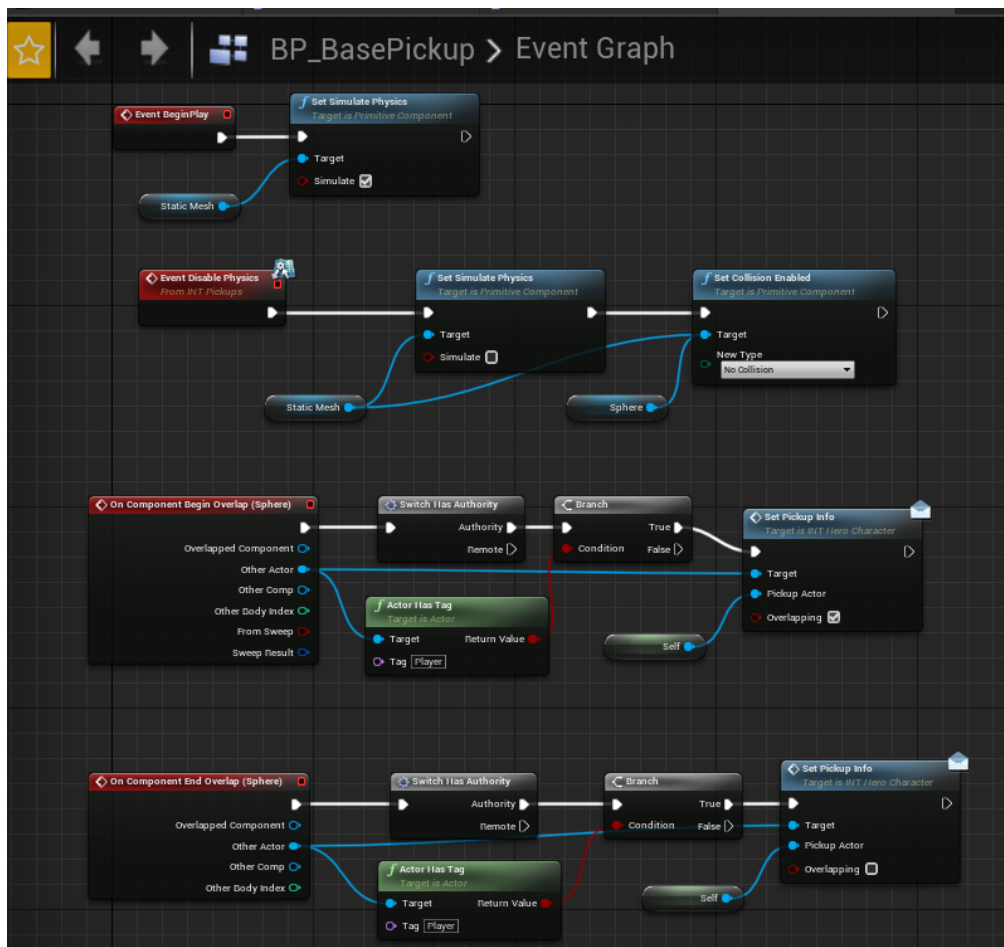 BP_BasePickup > Event Graph
Event BeginPlay
Set Simulate Physics
Target is Primitive Component
Target
Simulate
Static Mesh
Event Disable Physics
From INT Pickups
Set Simulate Physics
Target is Primitive Component
Target
Simulate
Static Mesh
Set Collision Enabled
Target is Primitive Component
Target
New Type
No Collision
Sphere
On Component Begin Overlap (Sphere)
Overlapped Component
Other Actor
Other Comp
Other Body Index
From Sweep
Sweep Result
Switch Has Authority
Authority
Remote
Actor Has Tag
Target is Actor
Target Return Value
Tag Player
Branch
True
Condition False
Set Pickup Info
Target is INT Hero Character
Target
Pickup Actor
Overlapping
Self
On Component End Overlap (Sphere)
Overlapped Component
Other Actor
Other Comp
Other Body Index
Switch Has Authority
Authority
Remote
Actor Has Tag
Target is Actor
Target Return Value
Tag Player
Branch
True
Condition False
Set Pickup Info
Target is INT Hero Character
Target
Pickup Actor
Overlapping
Self